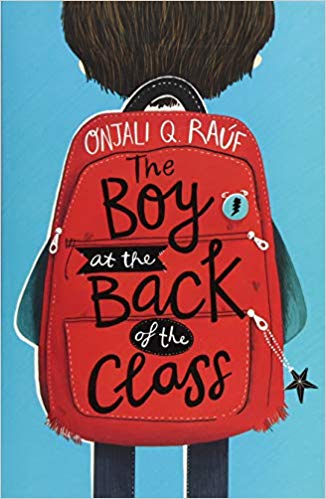 ONJALI Q RAÚF
The
Boy
at the
Back
of the
Class